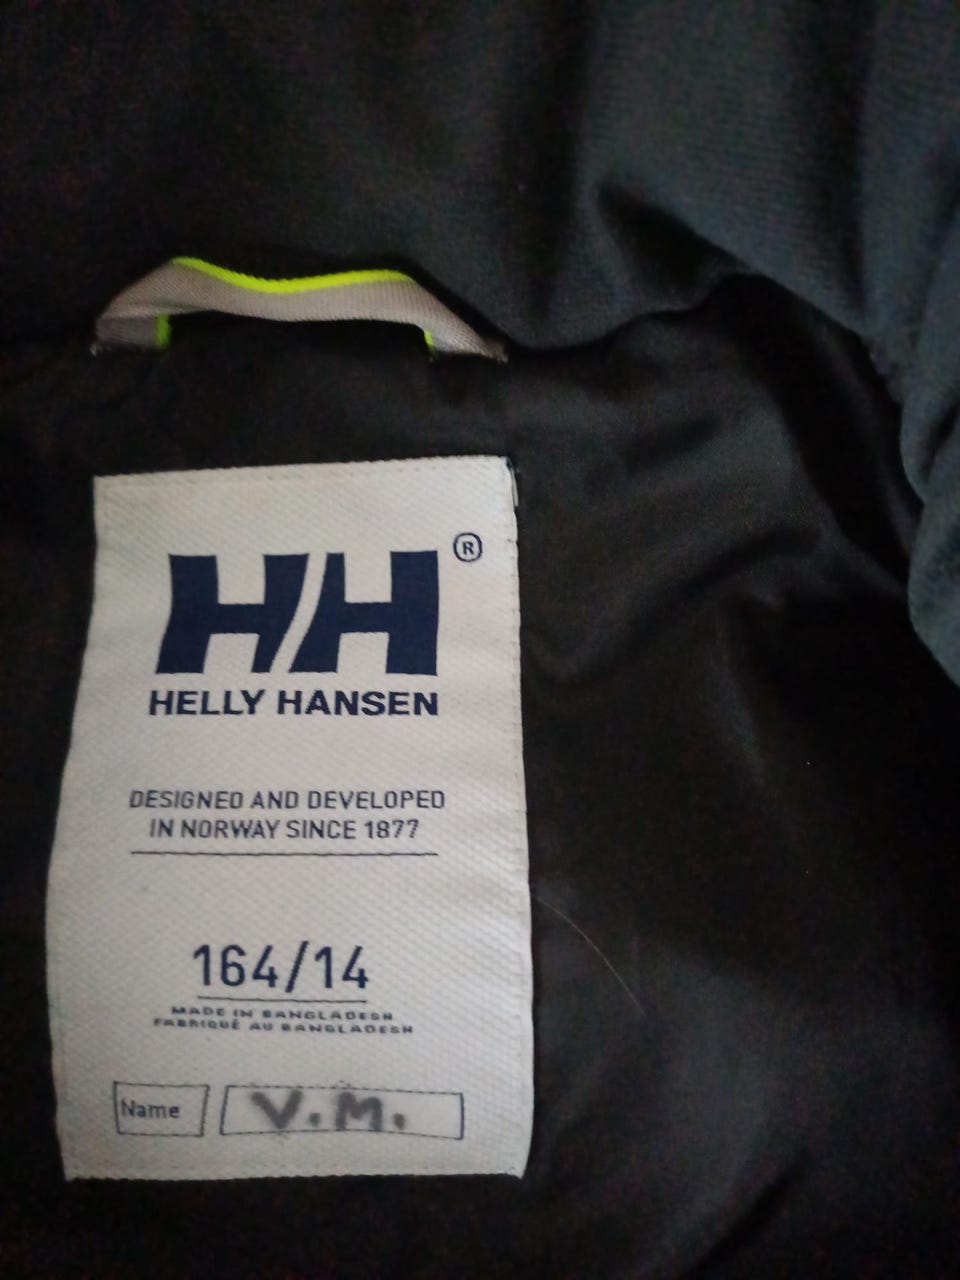 HH®
HELLY HANSEN
DESIGNED AND DEVELOPED
IN NORWAY SINCE 1877
164/14
MADE IN BANGLADESH
FABRIQUÉ AU BANGLADESH
Name V.M.